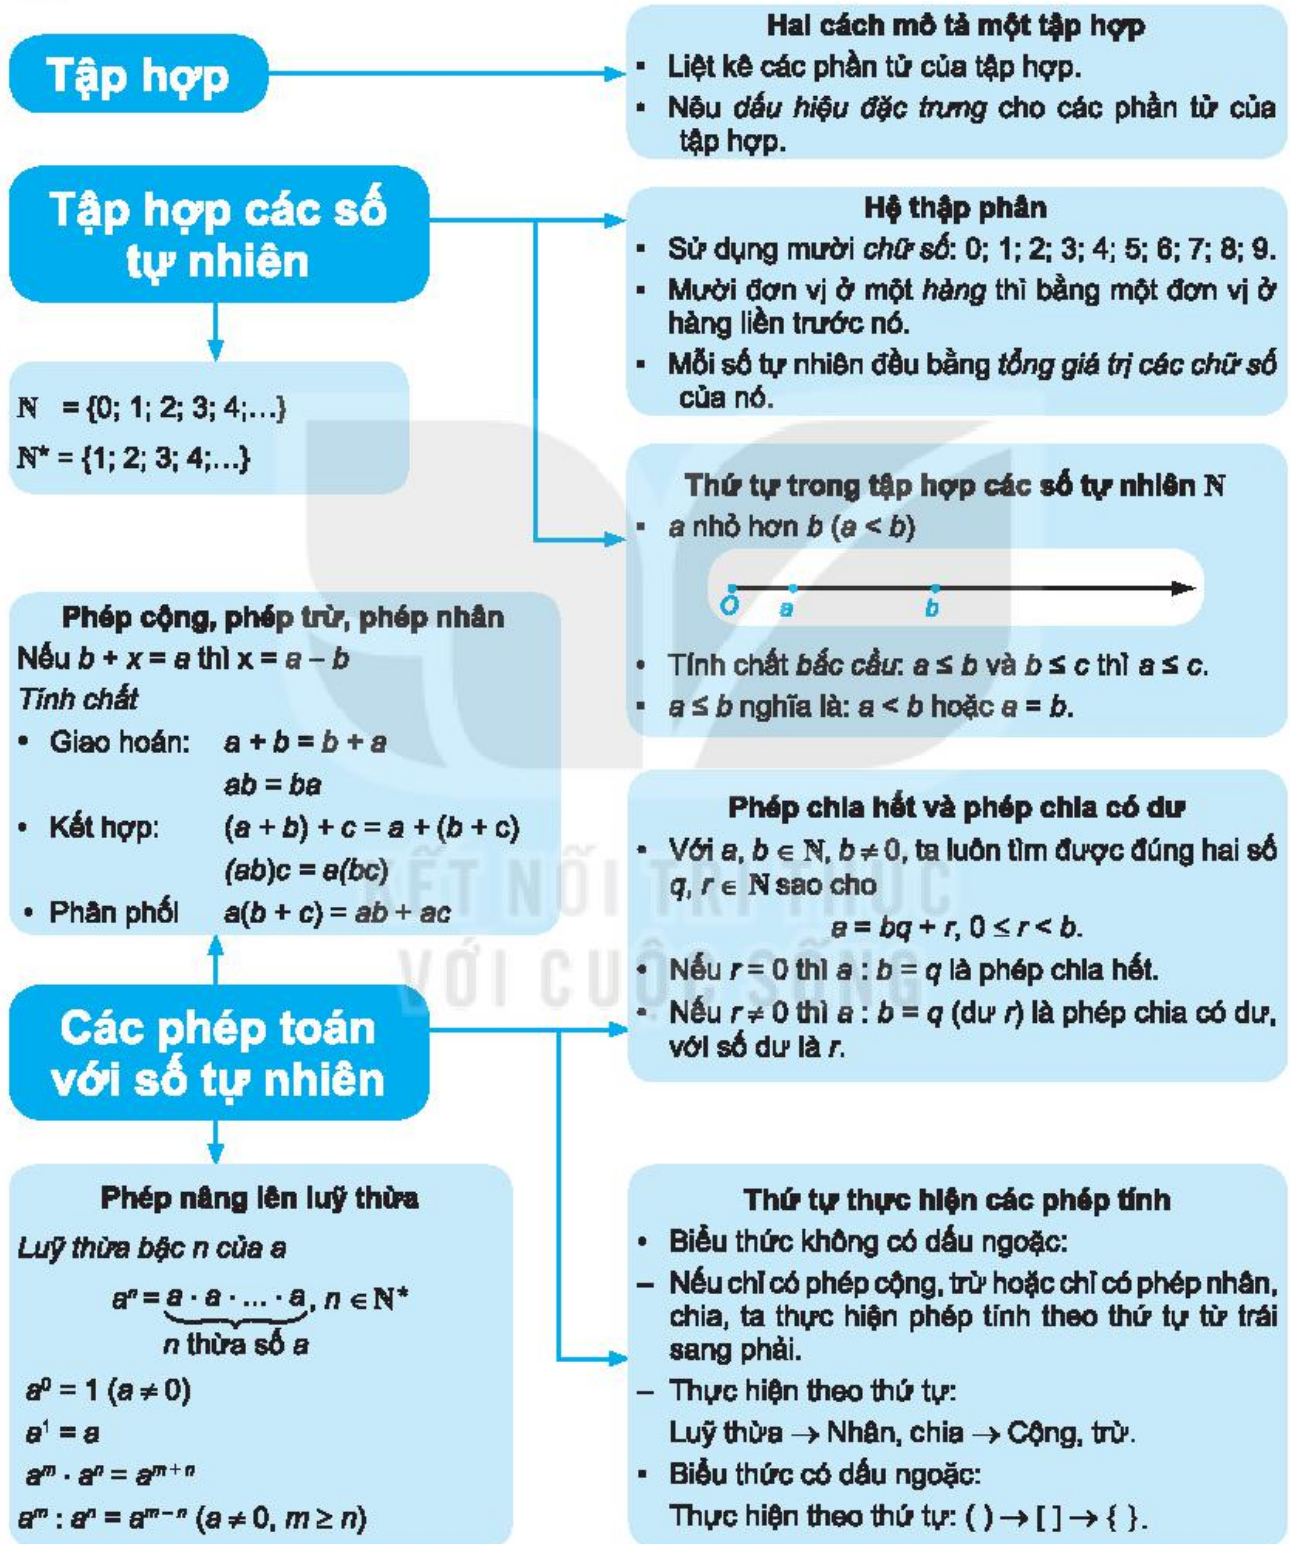 Tập hợp
Hai cách mô tả một tập hợp
▪ Liệt kê các phần tử của tập hợp.
▪ Nêu dấu hiệu đặc trưng cho các phần tử của
tập hợp.
Tập hợp các số
tự nhiên
ℕ = {0; 1; 2; 3; 4;…}
ℕ* = {1; 2; 3; 4;…}
Hệ thập phân
▪ Sử dụng mười chữ số: 0; 1; 2; 3; 4; 5; 6; 7; 8; 9.
▪ Mười đơn vị ở một hàng thì bằng một đơn vị ở
hàng liền trước nó.
▪ Mỗi số tự nhiên đều bằng tổng giá trị các chữ số
của nó.
Thứ tự trong tập hợp các số tự nhiên ℕ
▪ a nhỏ hơn b (a < b)
O a b
▪ Tính chất bắc cầu: a ≤ b và b ≤ c thì a ≤ c.
▪ a ≤ b nghĩa là: a < b hoặc a = b.
Phép cộng, phép trừ, phép nhân
Nếu b + x = a thì x = a – b
Tính chất
• Giao hoán: a + b = b + a
ab = ba
• Kết hợp: (a + b) + c = a + (b + c)
(ab)c = a(bc)
• Phân phối a(b + c) = ab + ac
Các phép toán
với số tự nhiên
Phép chia hết và phép chia có dư
▪ Với a, b ∈ ℕ, b ≠ 0, ta luôn tìm được đúng hai số
q, r ∈ ℕ sao cho
a = bq + r, 0 ≤ r < b.
• Nếu r = 0 thì a : b = q là phép chia hết.
▪ Nếu r ≠ 0 thì a : b = q (dư r) là phép chia có dư,
với số dư là r.
Phép nâng lên luỹ thừa
Luỹ thừa bậc n của a
aⁿ = a · a · … · a, n ∈ ℕ*
n thừa số a
a⁰ = 1 (a ≠ 0)
a¹ = a
aᵐ · aⁿ = aᵐ⁺ⁿ
aᵐ : aⁿ = aᵐ⁻ⁿ (a ≠ 0, m ≥ n)
Thứ tự thực hiện các phép tính
• Biểu thức không có dấu ngoặc:
– Nếu chỉ có phép cộng, trừ hoặc chỉ có phép nhân,
chia, ta thực hiện phép tính theo thứ tự từ trái
sang phải.
– Thực hiện theo thứ tự:
Luỹ thừa → Nhân, chia → Cộng, trừ.
▪ Biểu thức có dấu ngoặc:
Thực hiện theo thứ tự: ( ) → [ ] → { }.
KẾT NỐI TRI THỨC
VỚI CUỘC SỐNG